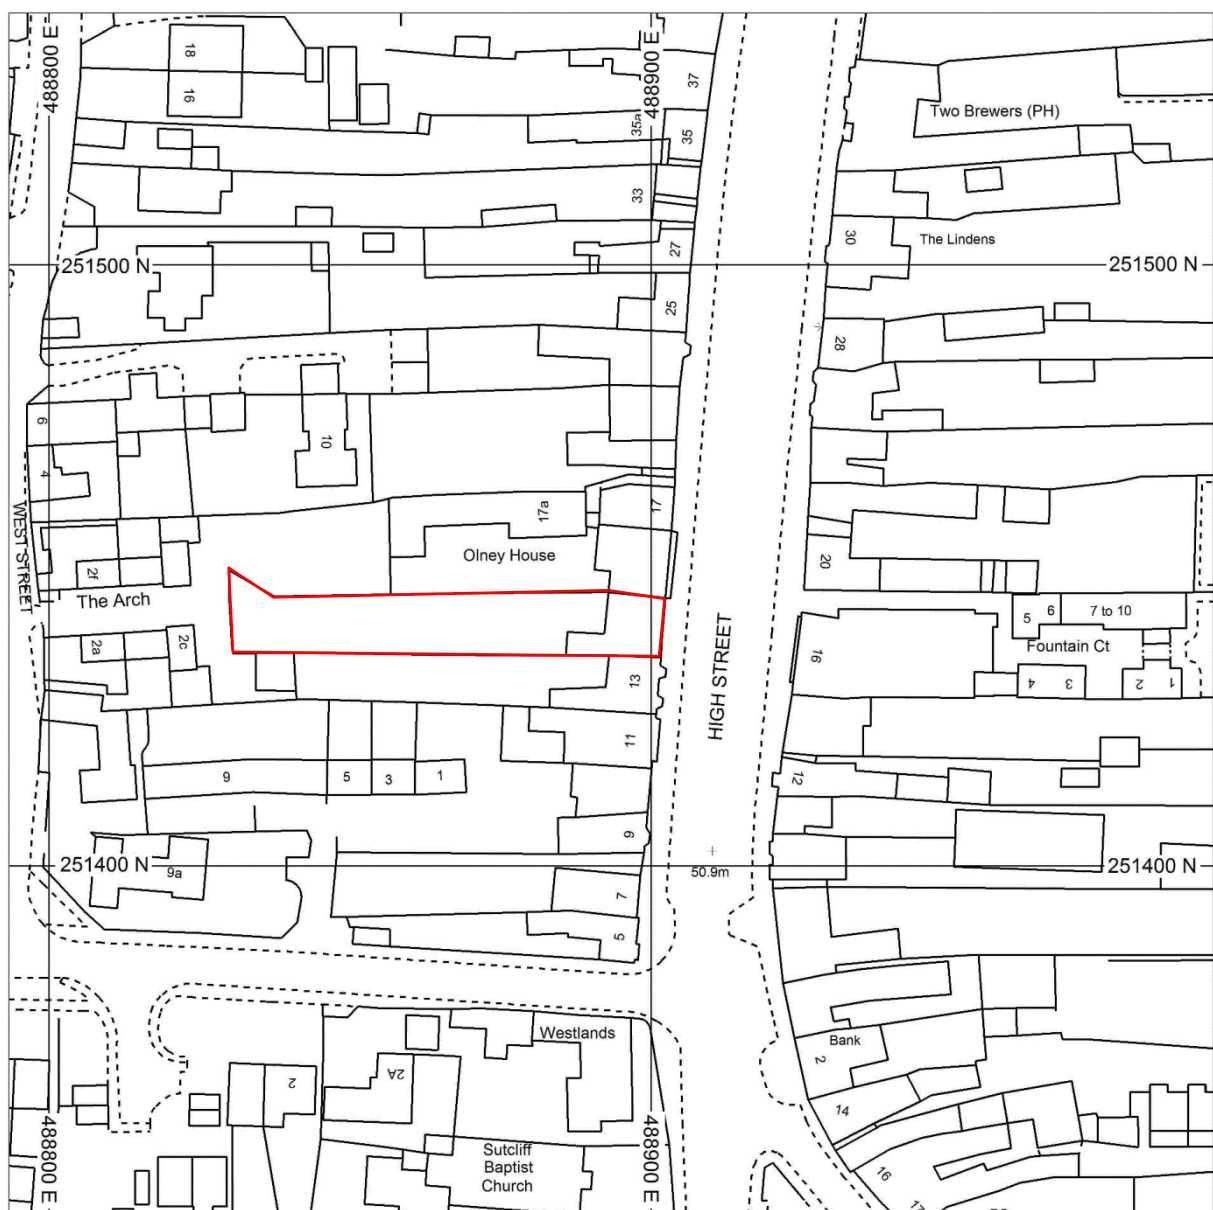 488800 E
488900 E
18
16
37
35a
35
Two Brewers (PH)
33
27
30
The Lindens
251500 N
251500 N
25
28
6
4
10
17a
17
Olney House
WEST STREET
2f
The Arch
20
5
6
7 to 10
Fountain Ct
4
3
2
1
2a
2c
16
13
HIGH STREET
11
9
5
3
1
12
9
251400 N
251400 N
9a
50.9m
7
5
Westlands
Bank
2
2
2A
14
488800 E
488900 E
Sutcliff
Baptist
Church
16
17